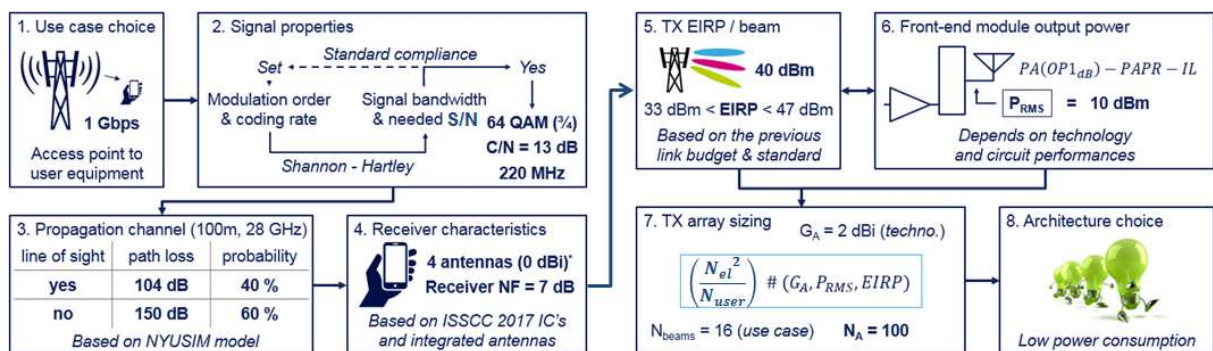 1. Use case choice
1 Gbps
Access point to
user equipment
2. Signal properties
Standard compliance
Set
Yes
Modulation order
& coding rate
Signal bandwidth
& needed S/N
Shannon - Hartley
64 QAM (¾)
C/N = 13 dB
220 MHz
3. Propagation channel (100m, 28 GHz)
line of sight path loss probability
yes 104 dB 40 %
no 150 dB 60 %
Based on NYUSIM model
4. Receiver characteristics
4 antennas (0 dBi)*
Receiver NF = 7 dB
Based on ISSCC 2017 IC's
and integrated antennas
5. TX EIRP / beam
40 dBm
33 dBm < EIRP < 47 dBm
Based on the previous
link budget & standard
6. Front-end module output power
PA(OP1dB) − PAPR − IL
PRMS = 10 dBm
Depends on technology
and circuit performances
7. TX array sizing
GA = 2 dBi (techno.)
(Nel² / Nuser) # (GA, PRMS, EIRP)
Nbeams = 16 (use case) NA = 100
8. Architecture choice
Low power consumption